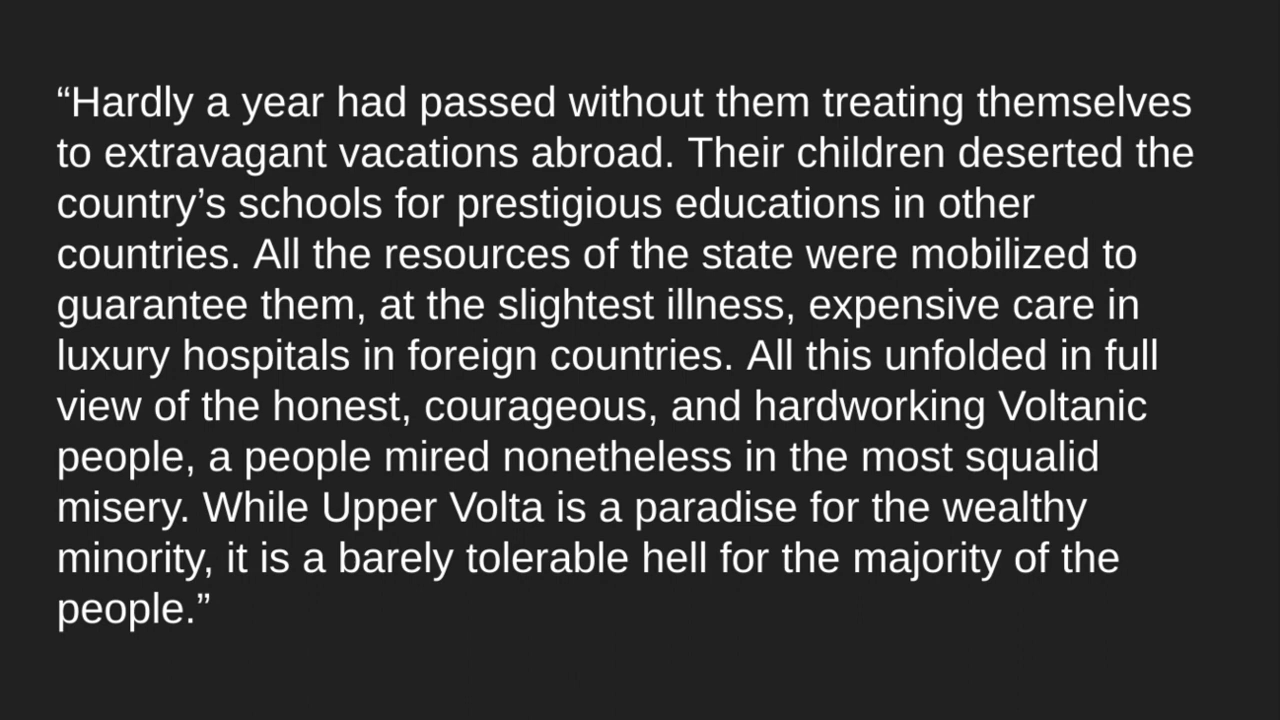 “Hardly a year had passed without them treating themselves
to extravagant vacations abroad. Their children deserted the
country’s schools for prestigious educations in other
countries. All the resources of the state were mobilized to
guarantee them, at the slightest illness, expensive care in
luxury hospitals in foreign countries. All this unfolded in full
view of the honest, courageous, and hardworking Voltanic
people, a people mired nonetheless in the most squalid
misery. While Upper Volta is a paradise for the wealthy
minority, it is a barely tolerable hell for the majority of the
people.”